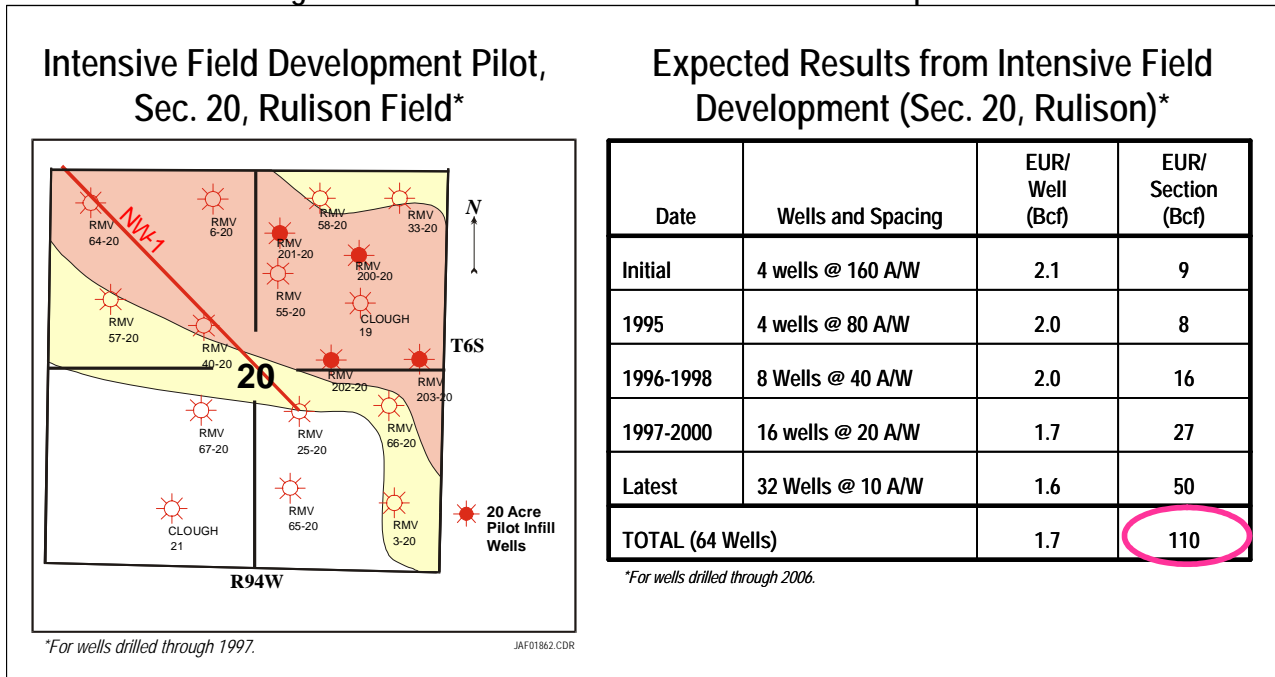 Intensive Field Development Pilot,
Sec. 20, Rulison Field*
RMV
64-20
NW-1
RMV
6-20
RMV
58-20
RMV
33-20
N
RMV
201-20
RMV
200-20
RMV
55-20
CLOUGH
19
RMV
57-20
RMV
40-20
T6S
20
RMV
202-20
RMV
203-20
RMV
67-20
RMV
25-20
RMV
66-20
CLOUGH
21
RMV
65-20
RMV
3-20
20 Acre
Pilot Infill
Wells
R94W
*For wells drilled through 1997.
JAF01862.CDR
Expected Results from Intensive Field
Development (Sec. 20, Rulison)*
Date Wells and Spacing EUR/ Well (Bcf) EUR/ Section (Bcf)
Initial 4 wells @ 160 A/W 2.1 9
1995 4 wells @ 80 A/W 2.0 8
1996-1998 8 Wells @ 40 A/W 2.0 16
1997-2000 16 wells @ 20 A/W 1.7 27
Latest 32 Wells @ 10 A/W 1.6 50
TOTAL (64 Wells) 1.7 110
*For wells drilled through 2006.